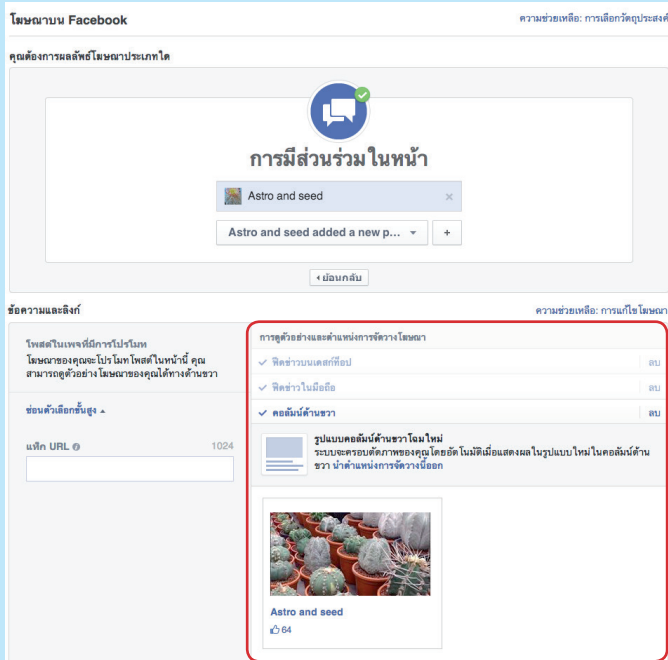 โฆษณาบน Facebook
ความช่วยเหลือ: การเลือกวัตถุประสงค์
คุณต้องการผลลัพธ์โฆษณาประเภทใด
การมีส่วนร่วมในหน้า
Astro and seed
Astro and seed added a new p...
+
ย้อนกลับ
ข้อความและลิงก์
ความช่วยเหลือ: การแก้ไขโฆษณา
โพสต์ในเพจที่มีการโปรโมท
โฆษณาของคุณจะโปรโมทโพสต์ในหน้านี้ คุณ
สามารถดูตัวอย่างโฆษณาของคุณได้ทางด้านขวา
ซ่อนตัวเลือกขั้นสูง
แท็ก URL
1024
การดูตัวอย่างและตำแหน่งการจัดวางโฆษณา
ฟีดข่าวบนเดสก์ท็อป
ลบ
ฟีดข่าวในมือถือ
ลบ
คอลัมน์ด้านขวา
ลบ
รูปแบบคอลัมน์ด้านขวาโฉมใหม่
ระบบจะครอบตัดภาพของคุณโดยอัตโนมัติเมื่อแสดงผลในรูปแบบใหม่ในคอลัมน์ด้าน
ขวา นำตำแหน่งการจัดวางนี้ออก
Astro and seed
64